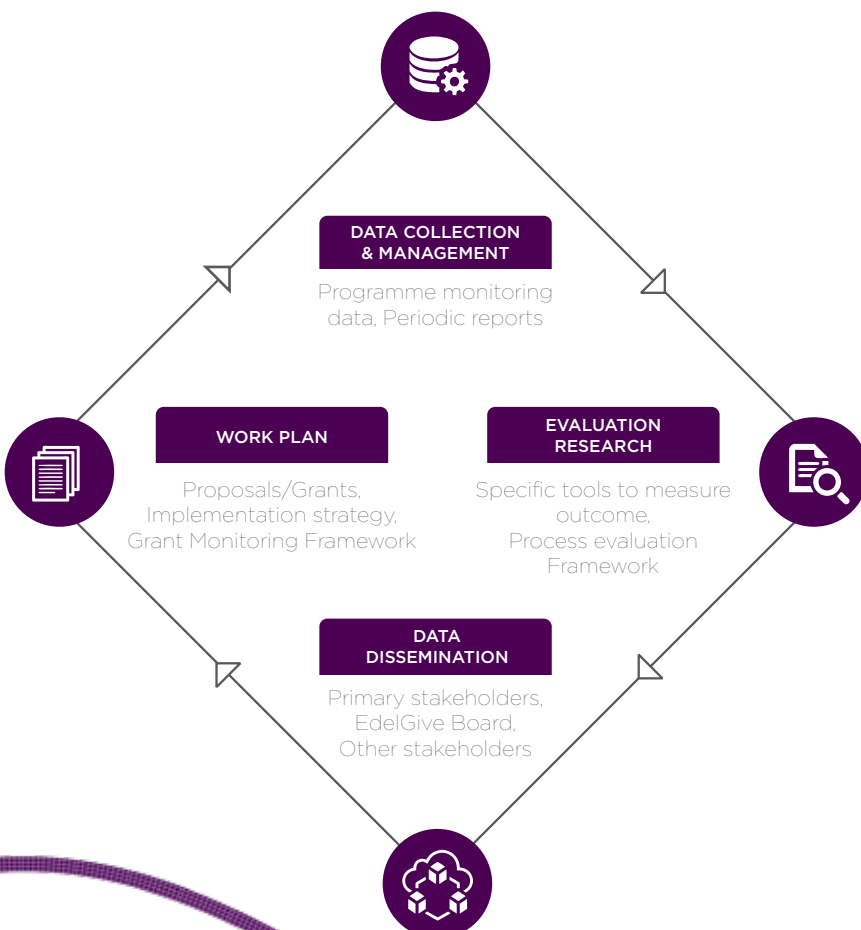 DATA COLLECTION
& MANAGEMENT
Programme monitoring
data, Periodic reports
WORK PLAN
Proposals/Grants,
Implementation strategy,
Grant Monitoring Framework
EVALUATION
RESEARCH
Specific tools to measure
outcome,
Process evaluation
Framework
DATA
DISSEMINATION
Primary stakeholders,
EdelGive Board,
Other stakeholders